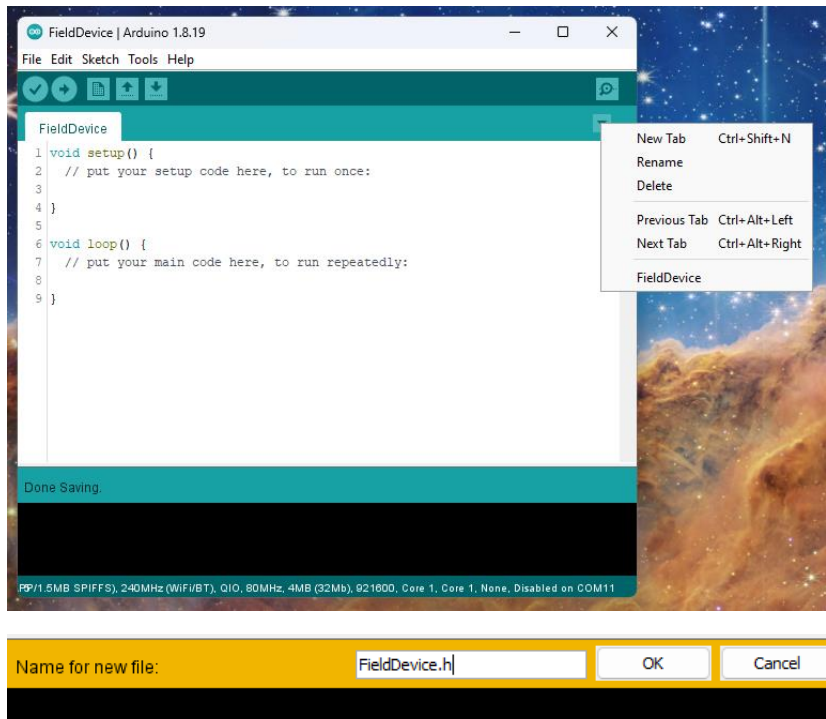 FieldDevice | Arduino 1.8.19
File Edit Sketch Tools Help
FieldDevice
1 void setup() {
2 // put your setup code here, to run once:
3
4 }
5
6 void loop() {
7 // put your main code here, to run repeatedly:
8
9 }
New Tab Ctrl+Shift+N
Rename
Delete
Previous Tab Ctrl+Alt+Left
Next Tab Ctrl+Alt+Right
FieldDevice
Done Saving.
/1.5MB SPIFFS), 240MHz (WiFi/BT), QIO, 80MHz, 4MB (32Mb), 921600, Core 1, Core 1, None, Disabled on COM11
Name for new file: FieldDevice.h OK Cancel